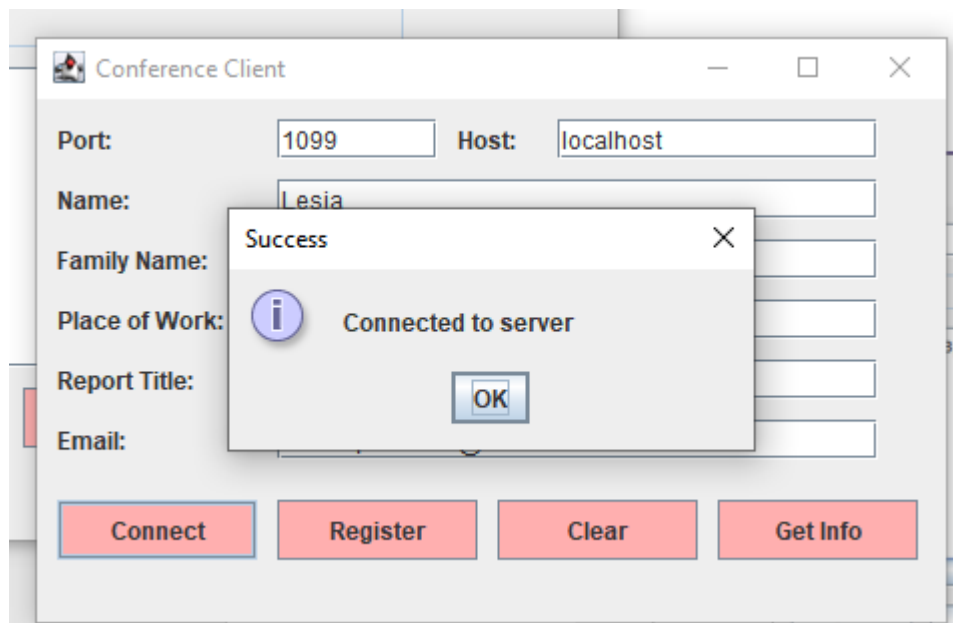 Conference Client
Port: 1099 Host: localhost
Name: Lesia
Success
Family Name:
Place of Work:
Connected to server
Report Title:
OK
Email:
Connect Register Clear Get Info